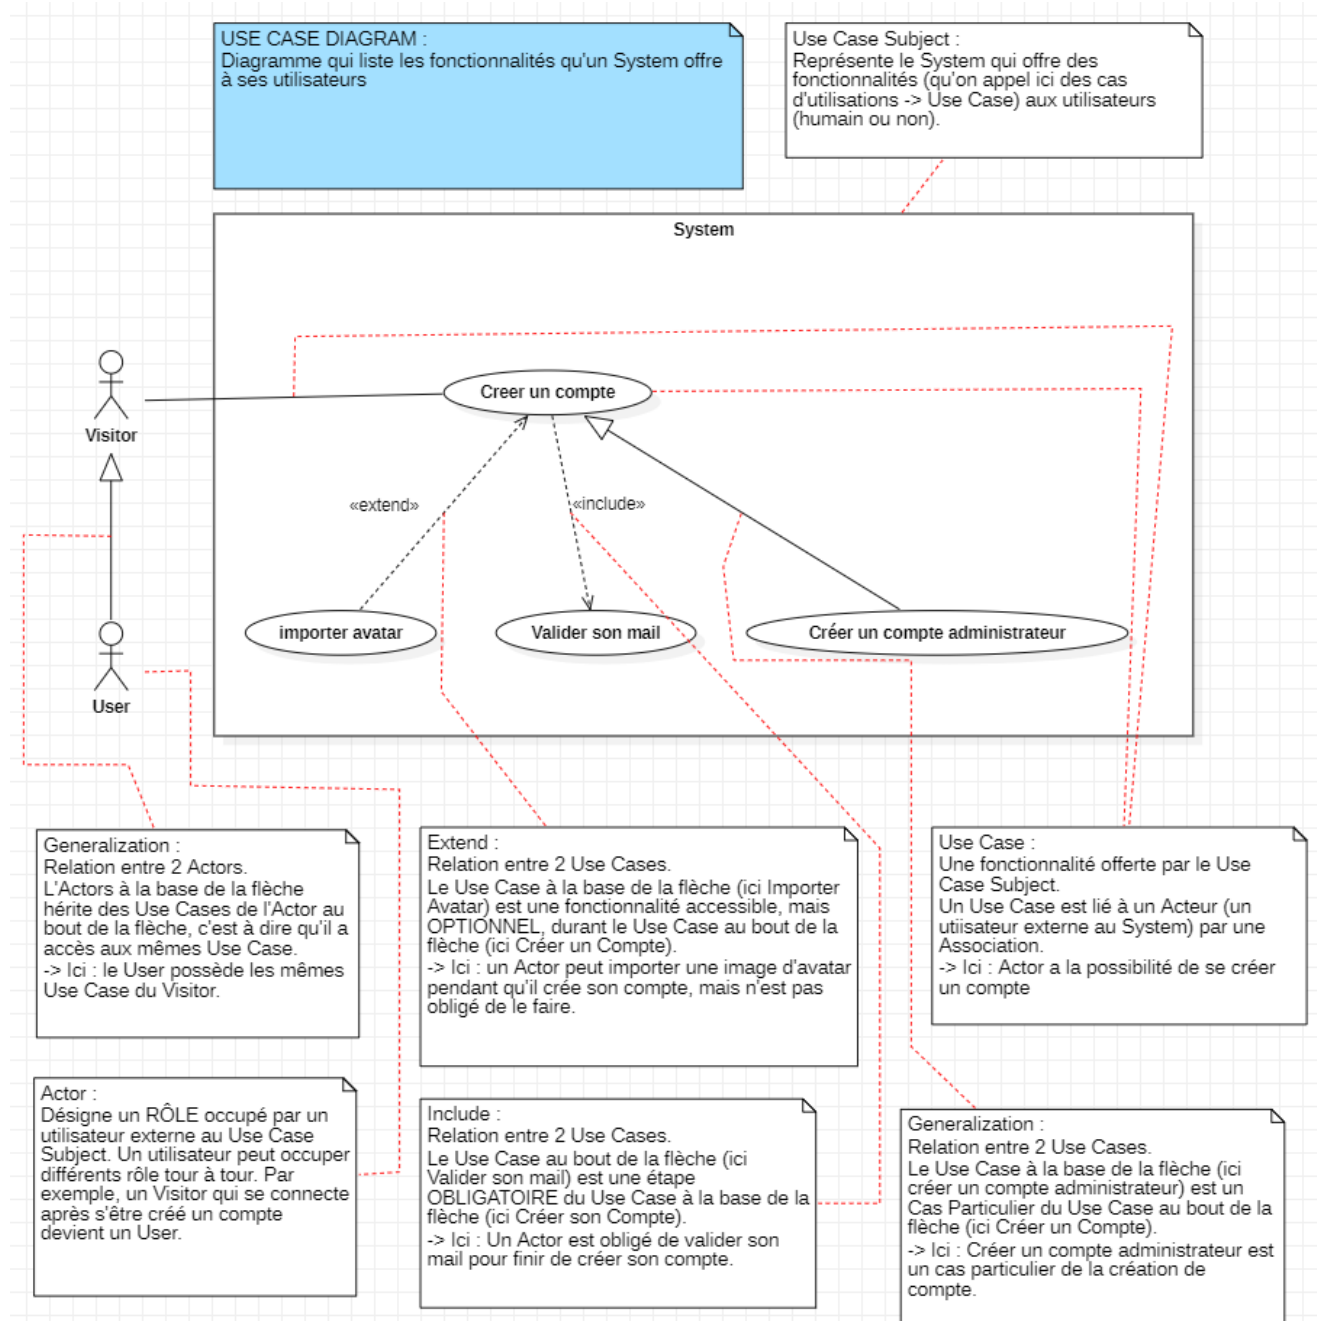 USE CASE DIAGRAM :
Diagramme qui liste les fonctionnalités qu'un System offre
à ses utilisateurs
Use Case Subject :
Représente le System qui offre des
fonctionnalités (qu'on appel ici des cas
d'utilisations -> Use Case) aux utilisateurs
(humain ou non).
System
Creer un compte
Visitor
«extend»
«include»
importer avatar
Valider son mail
Créer un compte administrateur
User
Generalization :
Relation entre 2 Actors.
L'Actors à la base de la flèche
hérite des Use Cases de l'Actor au
bout de la flèche, c'est à dire qu'il a
accès aux mêmes Use Case.
-> Ici : le User possède les mêmes
Use Case du Visitor.
Extend :
Relation entre 2 Use Cases.
Le Use Case à la base de la flèche (ici Importer
Avatar) est une fonctionnalité accessible, mais
OPTIONNEL, durant le Use Case au bout de la
flèche (ici Créer un Compte).
-> Ici : un Actor peut importer une image d'avatar
pendant qu'il crée son compte, mais n'est pas
obligé de le faire.
Use Case :
Une fonctionnalité offerte par le Use
Case Subject.
Un Use Case est lié à un Acteur (un
utiisateur externe au System) par une
Association.
-> Ici : Actor a la possibilité de se créer
un compte
Actor :
Désigne un RÔLE occupé par un
utilisateur externe au Use Case
Subject. Un utilisateur peut occuper
différents rôle tour à tour. Par
exemple, un Visitor qui se connecte
après s'être créé un compte
devient un User.
Include :
Relation entre 2 Use Cases.
Le Use Case au bout de la flèche (ici
Valider son mail) est une étape
OBLIGATOIRE du Use Case à la base de la
flèche (ici Créer son Compte).
-> Ici : Un Actor est obligé de valider son
mail pour finir de créer son compte.
Generalization :
Relation entre 2 Use Cases.
Le Use Case à la base de la flèche (ici
créer un compte administrateur) est un
Cas Particulier du Use Case au bout de la
flèche (ici Créer un Compte).
-> Ici : Créer un compte administrateur est
un cas particulier de la création de
compte.